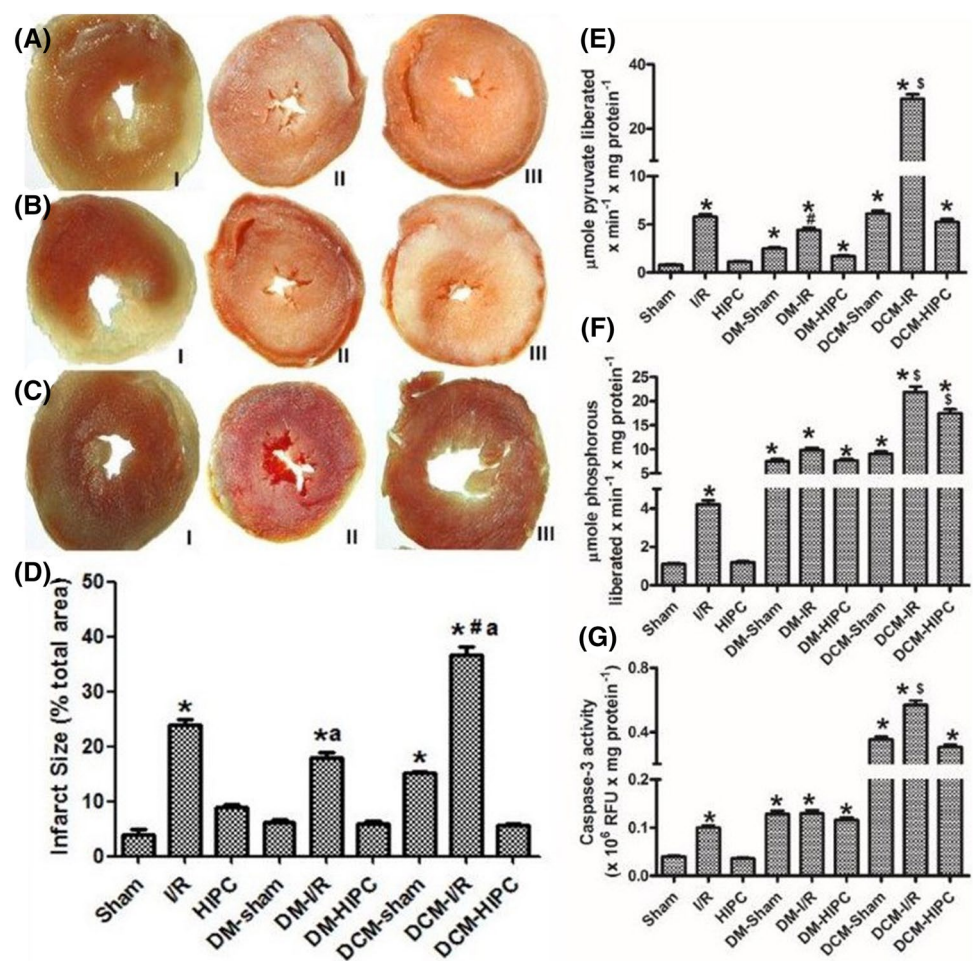 (A)
I
II
III
(B)
I
II
III
(C)
I
II
III
(D)
Infarct Size (% total area)
50
40
30
20
10
0
*
*a
*
*#a
Sham
I/R
HIPC
DM-sham
DM-I/R
DM-HIPC
DCM-sham
DCM-I/R
DCM-HIPC
(E)
μmole pyruvate liberated
x min⁻¹ x mg protein⁻¹
40
20
10
5
0
*
*
*
#
*
*
* $
*
Sham
I/R
HIPC
DM-Sham
DM-IR
DM-HIPC
DCM-Sham
DCM-IR
DCM-HIPC
(F)
μmole phosphorous
liberated x min⁻¹ x mg protein⁻¹
25
20
15
10
5
4
2
0
*
*
*
*
*
* $
*
$
Sham
I/R
HIPC
DM-Sham
DM-IR
DM-HIPC
DCM-Sham
DCM-IR
DCM-HIPC
(G)
Caspase-3 activity
(x 10⁶ RFU x mg protein⁻¹)
0.8
0.4
0.2
0.1
0.0
*
*
*
*
*
* $
*
Sham
I/R
HIPC
DM-Sham
DM-I/R
DM-HIPC
DCM-Sham
DCM-I/R
DCM-HIPC